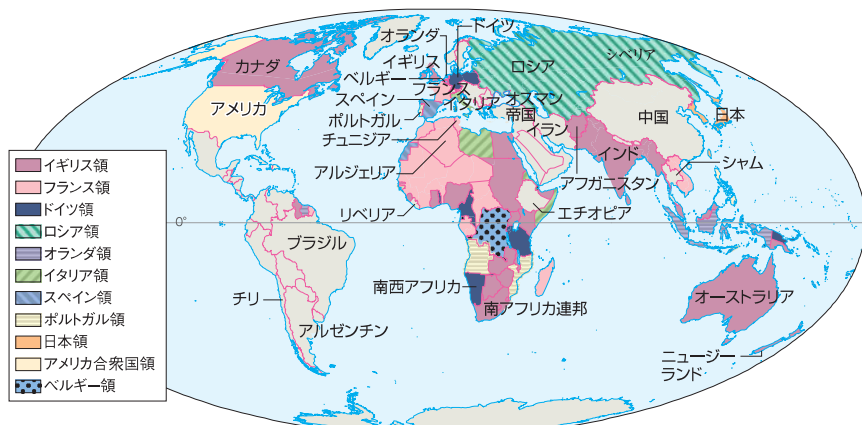 ドイツ
オランダ
イギリス
ベルギー
フランス
スペイン
イタリア
ポルトガル
チュニジア
アルジェリア
リベリア
カナダ
アメリカ
ロシア
シベリア
オスマン
帝国
イラン
中国
日本
インド
シャム
アフガニスタン
エチオピア
0°
ブラジル
チリ
アルゼンチン
南西アフリカ
南アフリカ連邦
オーストラリア
ニュージー
ランド
イギリス領
フランス領
ドイツ領
ロシア領
オランダ領
イタリア領
スペイン領
ポルトガル領
日本領
アメリカ合衆国領
ベルギー領